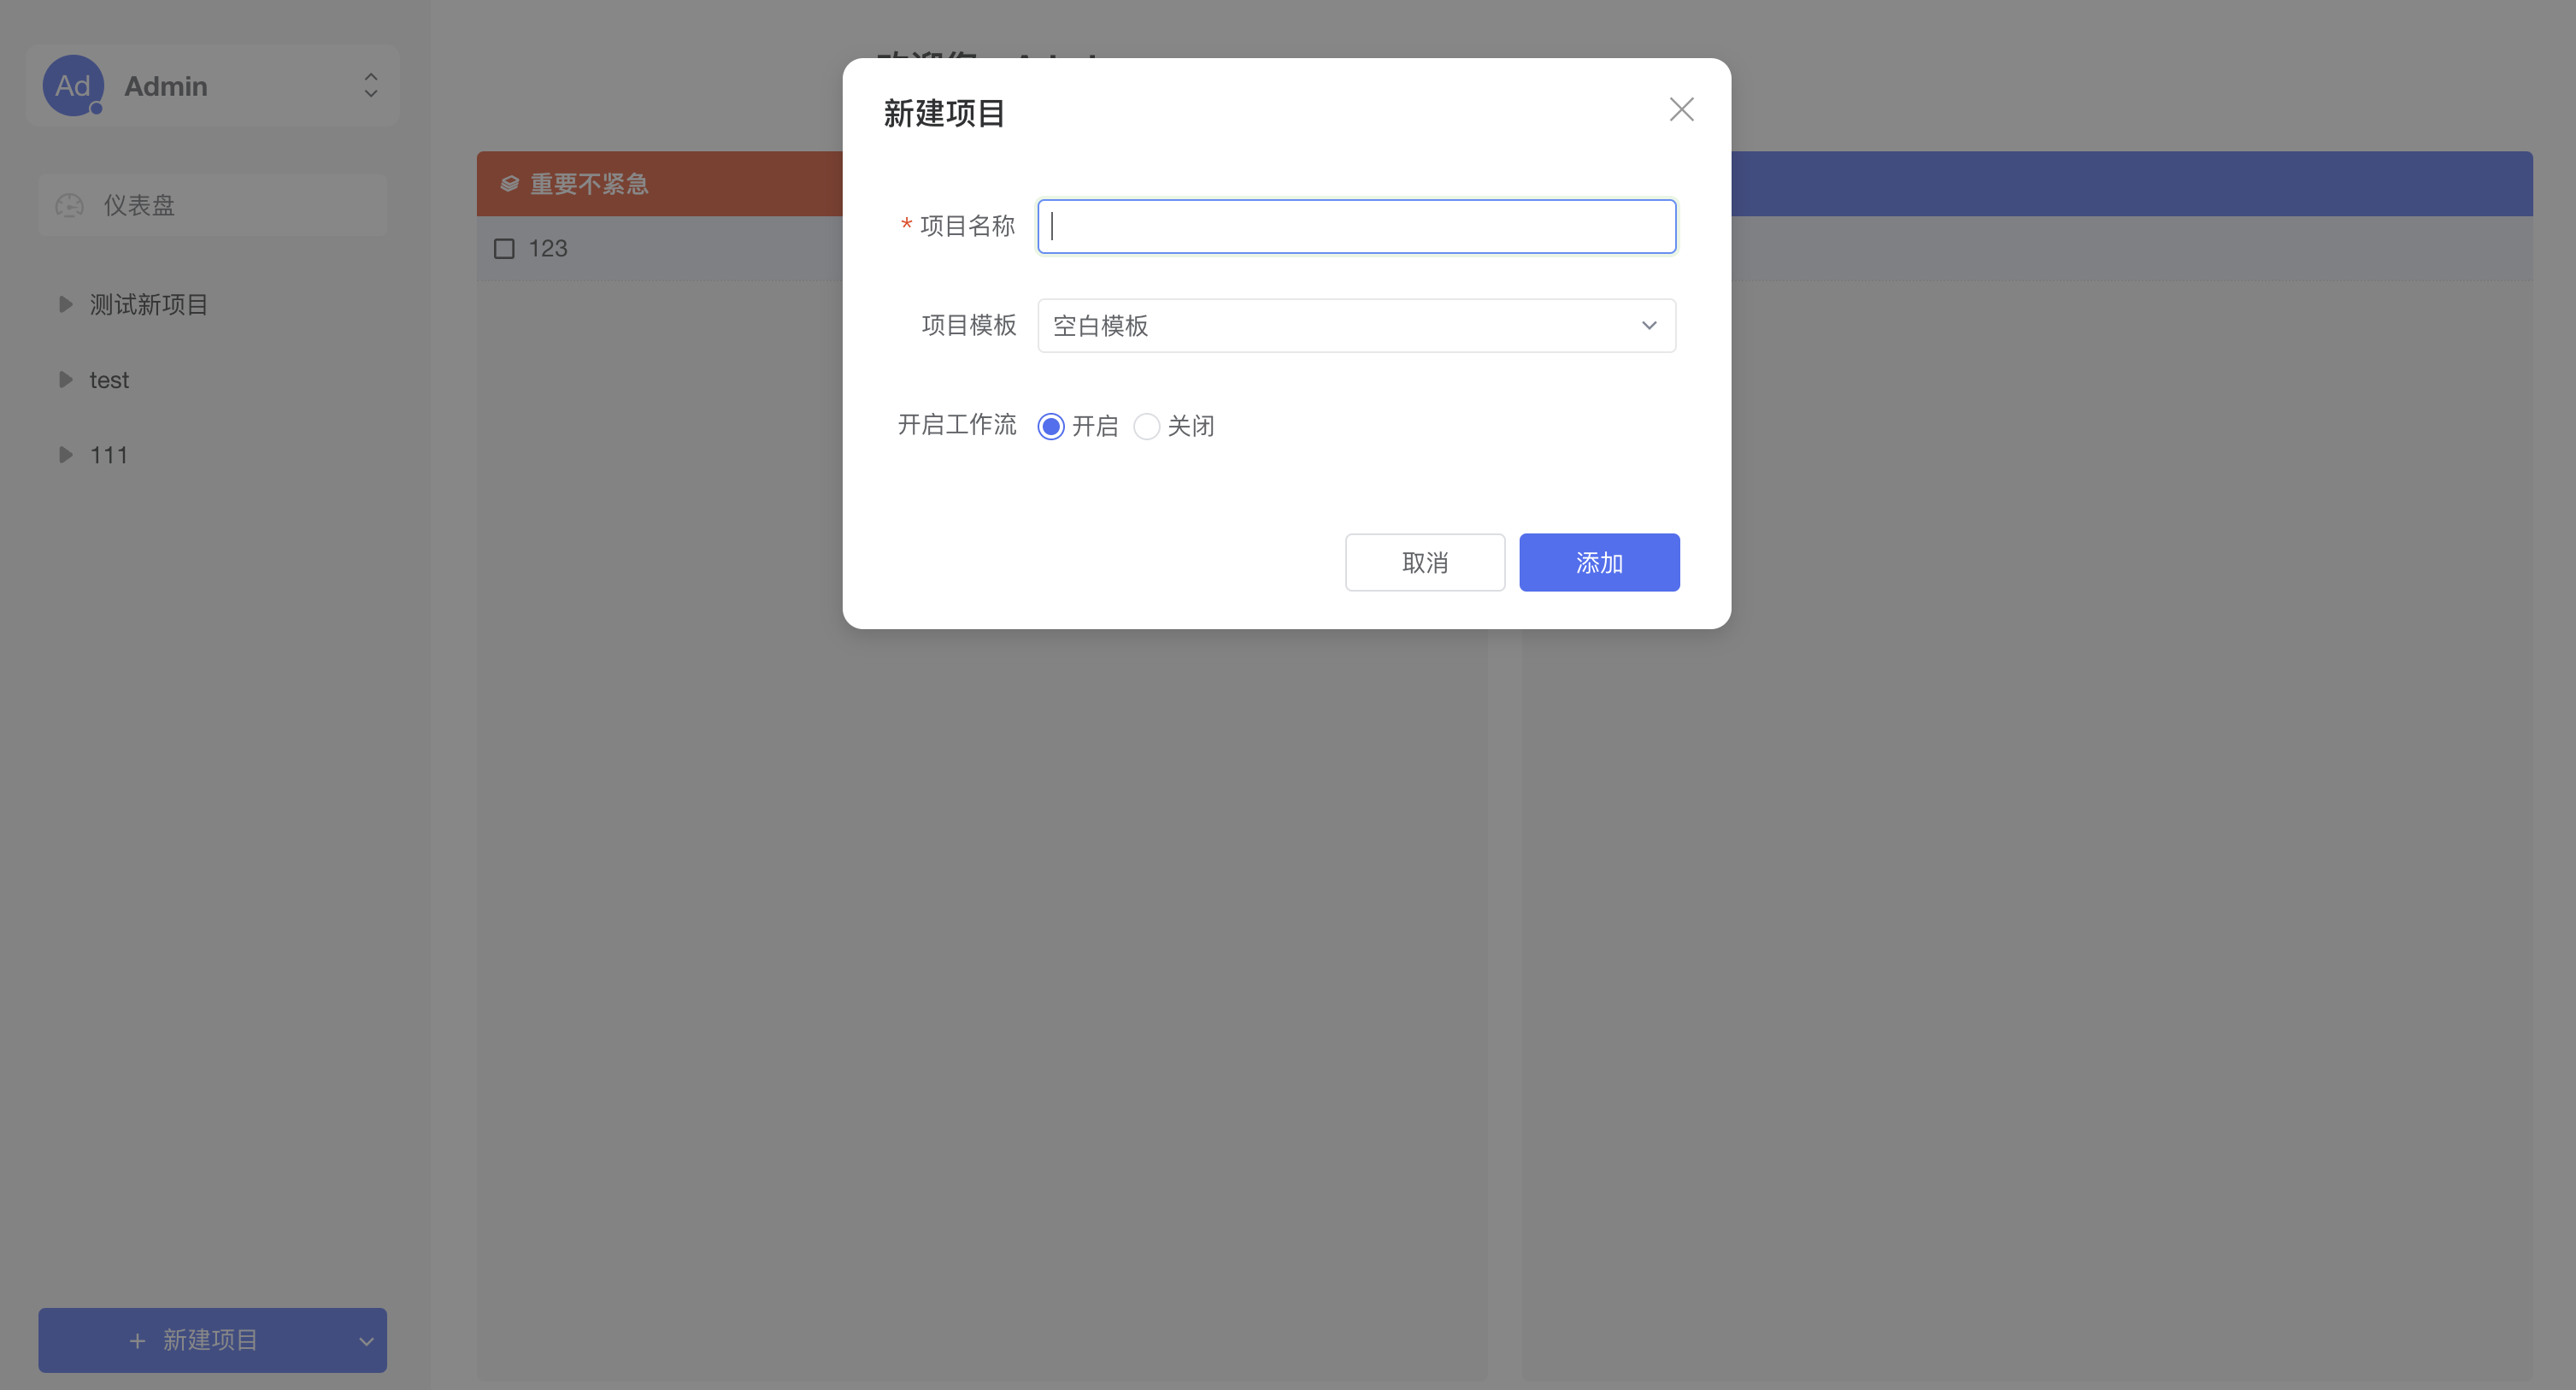 Ad Admin
仪表盘
测试新项目
test
111
+ 新建项目
重要不紧急
123
新建项目
* 项目名称
项目模板 空白模板
开启工作流 开启 关闭
取消 添加